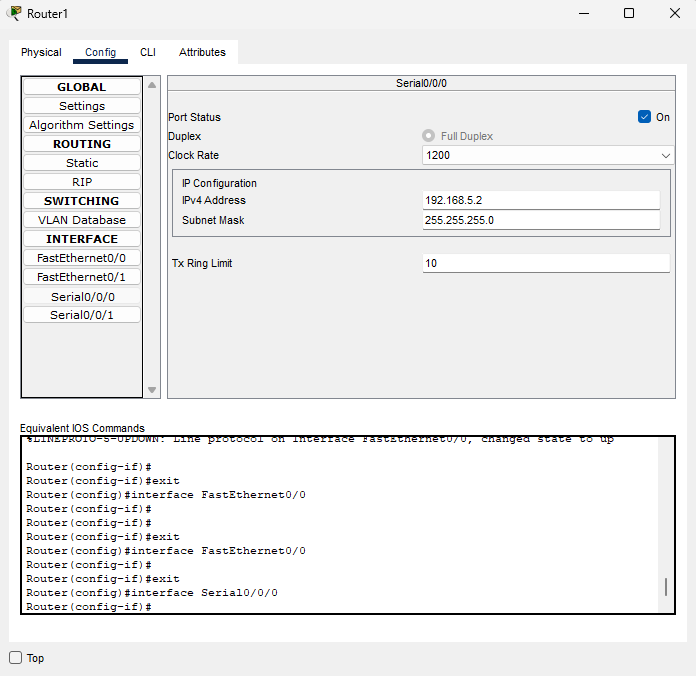 Router1
Physical Config CLI Attributes
GLOBAL
Settings
Algorithm Settings
ROUTING
Static
RIP
SWITCHING
VLAN Database
INTERFACE
FastEthernet0/0
FastEthernet0/1
Serial0/0/0
Serial0/0/1
Serial0/0/0
Port Status On
Duplex Full Duplex
Clock Rate 1200
IP Configuration
IPv4 Address 192.168.5.2
Subnet Mask 255.255.255.0
Tx Ring Limit 10
Equivalent IOS Commands
%LINEPROTO-5-UPDOWN: Line protocol on Interface FastEthernet0/0, changed state to up
Router(config-if)#
Router(config-if)#exit
Router(config)#interface FastEthernet0/0
Router(config-if)#
Router(config-if)#
Router(config-if)#exit
Router(config)#interface FastEthernet0/0
Router(config-if)#
Router(config-if)#exit
Router(config)#interface Serial0/0/0
Router(config-if)#
Top